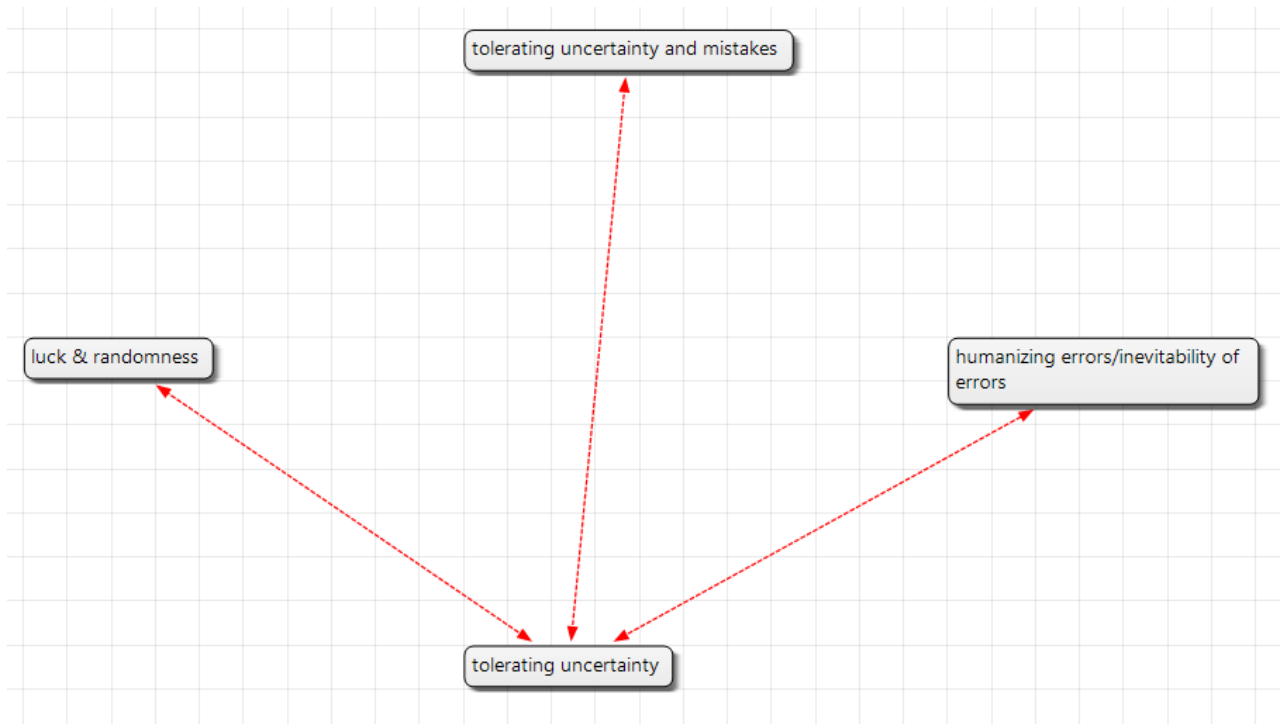 tolerating uncertainty and mistakes
luck & randomness
humanizing errors/inevitability of
errors
tolerating uncertainty